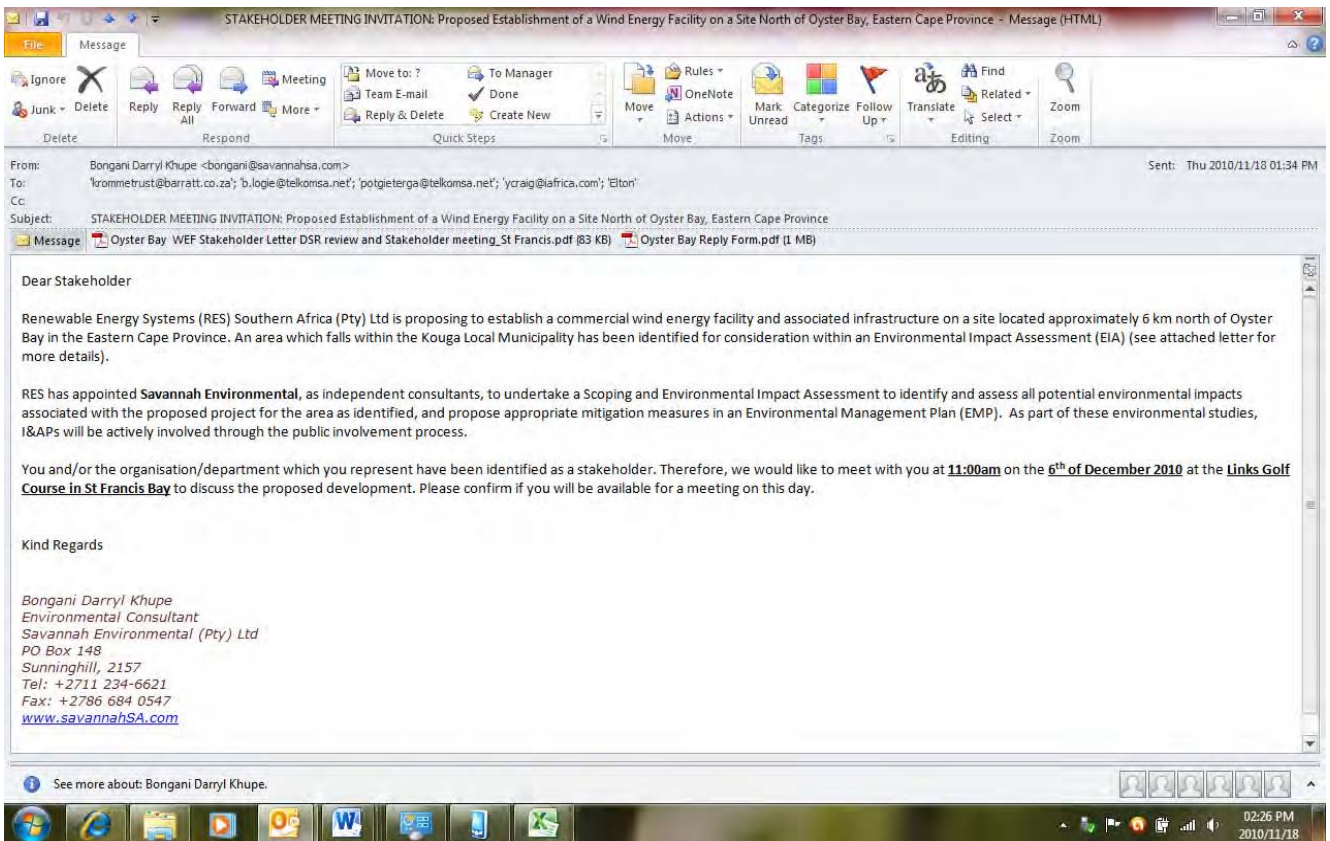 STAKEHOLDER MEETING INVITATION: Proposed Establishment of a Wind Energy Facility on a Site North of Oyster Bay, Eastern Cape Province - Message (HTML)
File Message
Ignore
Junk
Delete
Reply
Reply All
Forward
Meeting
More
Move to: ?
Team E-mail
Reply & Delete
To Manager
Done
Create New
Move
Rules
OneNote
Actions
Mark Unread
Categorize
Follow Up
Translate
Find
Related
Select
Zoom
Delete Respond Quick Steps Move Tags Editing Zoom
From: Bongani Darryl Khupe <bongani@savannahsa.com> Sent: Thu 2010/11/18 01:34 PM
To: 'krommetrust@barratt.co.za'; 'b.logie@telkomsa.net'; 'potgieterga@telkomsa.net'; 'ycraig@iafrica.com'; 'Elton'
Cc:
Subject: STAKEHOLDER MEETING INVITATION: Proposed Establishment of a Wind Energy Facility on a Site North of Oyster Bay, Eastern Cape Province
Message Oyster Bay WEF Stakeholder Letter DSR review and Stakeholder meeting_St Francis.pdf (83 KB) Oyster Bay Reply Form.pdf (1 MB)
Dear Stakeholder
Renewable Energy Systems (RES) Southern Africa (Pty) Ltd is proposing to establish a commercial wind energy facility and associated infrastructure on a site located approximately 6 km north of Oyster
Bay in the Eastern Cape Province. An area which falls within the Kouga Local Municipality has been identified for consideration within an Environmental Impact Assessment (EIA) (see attached letter for
more details).
RES has appointed Savannah Environmental, as independent consultants, to undertake a Scoping and Environmental Impact Assessment to identify and assess all potential environmental impacts
associated with the proposed project for the area as identified, and propose appropriate mitigation measures in an Environmental Management Plan (EMP). As part of these environmental studies,
I&APs will be actively involved through the public involvement process.
You and/or the organisation/department which you represent have been identified as a stakeholder. Therefore, we would like to meet with you at 11:00am on the 6th of December 2010 at the Links Golf
Course in St Francis Bay to discuss the proposed development. Please confirm if you will be available for a meeting on this day.
Kind Regards
Bongani Darryl Khupe
Environmental Consultant
Savannah Environmental (Pty) Ltd
PO Box 148
Sunninghill, 2157
Tel: +2711 234-6621
Fax: +2786 684 0547
www.savannahSA.com
See more about: Bongani Darryl Khupe.
02:26 PM
2010/11/18